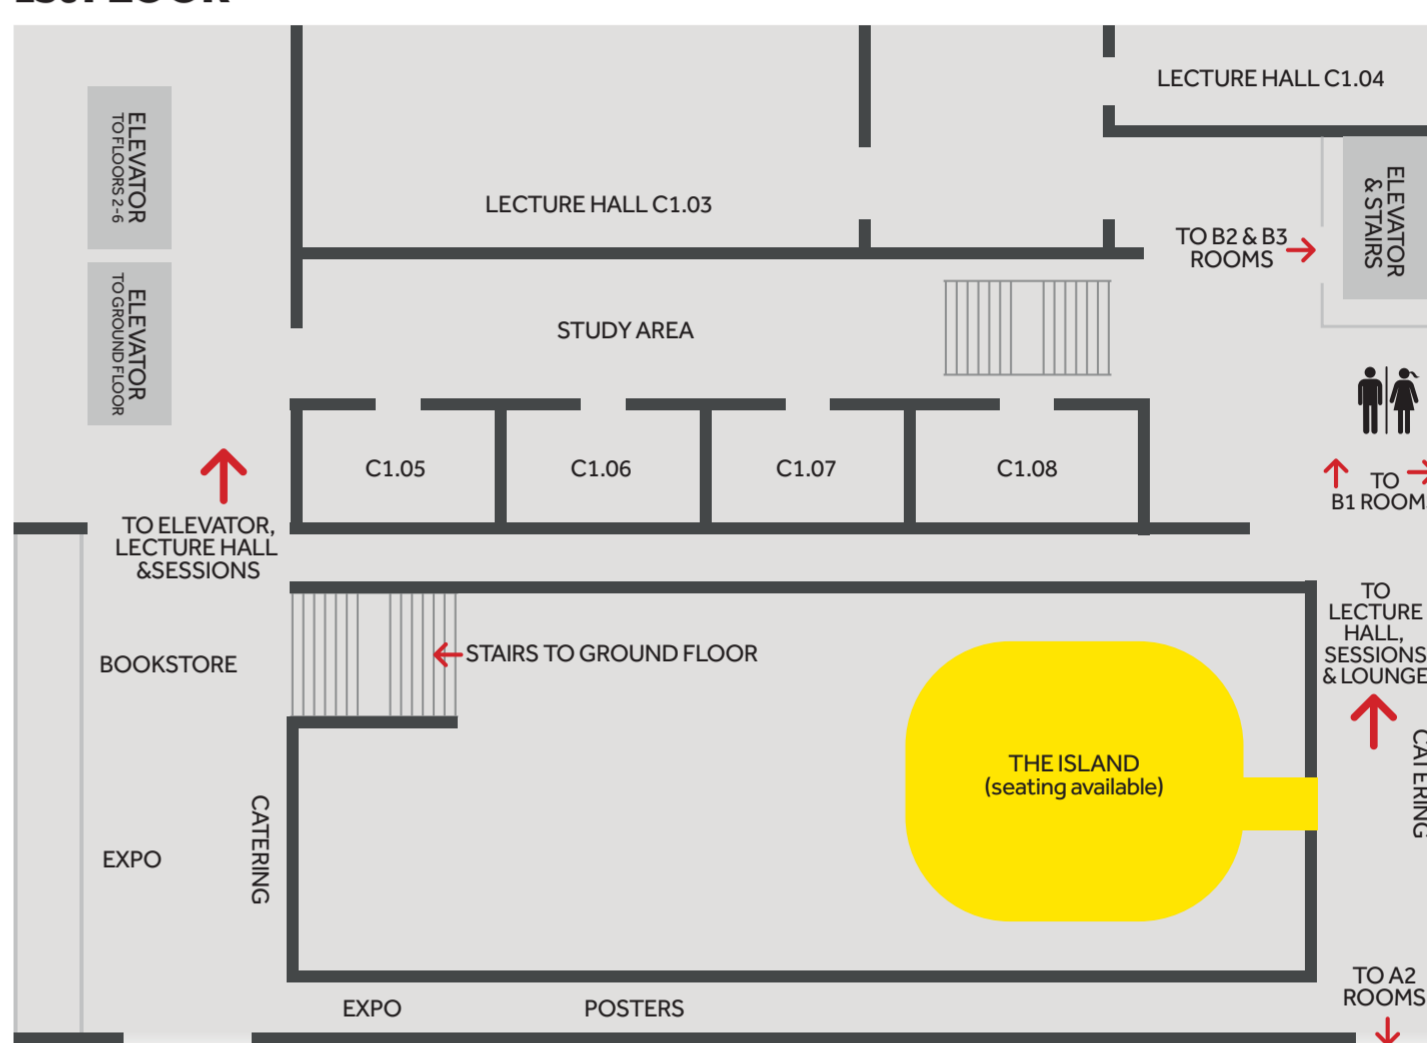 LECTURE HALL C1.04
ELEVATOR
TO FLOORS 2-6
ELEVATOR
& STAIRS
LECTURE HALL C1.03
TO B2 & B3
ROOMS
ELEVATOR
TO GROUND FLOOR
STUDY AREA
C1.05
C1.06
C1.07
C1.08
TO
B1 ROOM
TO ELEVATOR,
LECTURE HALL
&SESSIONS
TO
LECTURE
HALL,
SESSIONS
& LOUNGE
BOOKSTORE
STAIRS TO GROUND FLOOR
THE ISLAND
(seating available)
CATERING
CATERING
EXPO
TO A2
ROOMS
EXPO
POSTERS